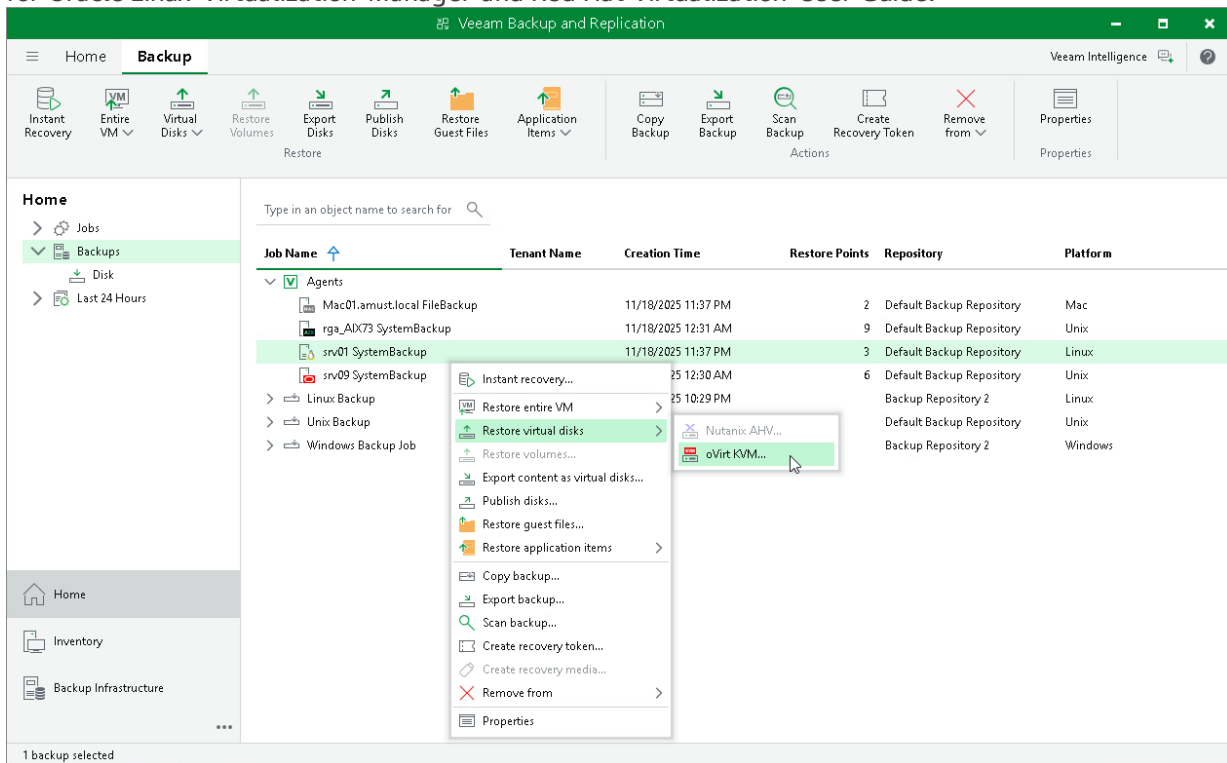 for Oracle Linux Virtualization Manager and Red Hat Virtualization User Guide.
Veeam Backup and Replication
Home Backup Veeam Intelligence
Instant Recovery
Entire VM
Virtual Disks
Restore Volumes
Export Disks
Publish Disks
Restore Guest Files
Application Items
Copy Backup
Export Backup
Scan Backup
Create Recovery Token
Remove from
Properties
Restore Actions Properties
Home
Jobs
Backups
Disk
Last 24 Hours
Type in an object name to search for
Job Name Tenant Name Creation Time Restore Points Repository Platform
Agents
Mac01.amust.local FileBackup 11/18/2025 11:37 PM 2 Default Backup Repository Mac
rga_AIX73 SystemBackup 11/18/2025 12:31 AM 9 Default Backup Repository Unix
srv01 SystemBackup 11/18/2025 11:37 PM 3 Default Backup Repository Linux
srv09 SystemBackup 25 12:30 AM 6 Default Backup Repository Unix
Linux Backup 25 10:29 PM Backup Repository 2 Linux
Unix Backup Default Backup Repository Unix
Windows Backup Job Backup Repository 2 Windows
Instant recovery...
Restore entire VM
Restore virtual disks
Restore volumes...
Export content as virtual disks...
Publish disks...
Restore guest files...
Restore application items
Copy backup...
Export backup...
Scan backup...
Create recovery token...
Create recovery media...
Remove from
Properties
Nutanix AHV...
oVirt KVM...
Home
Inventory
Backup Infrastructure
1 backup selected